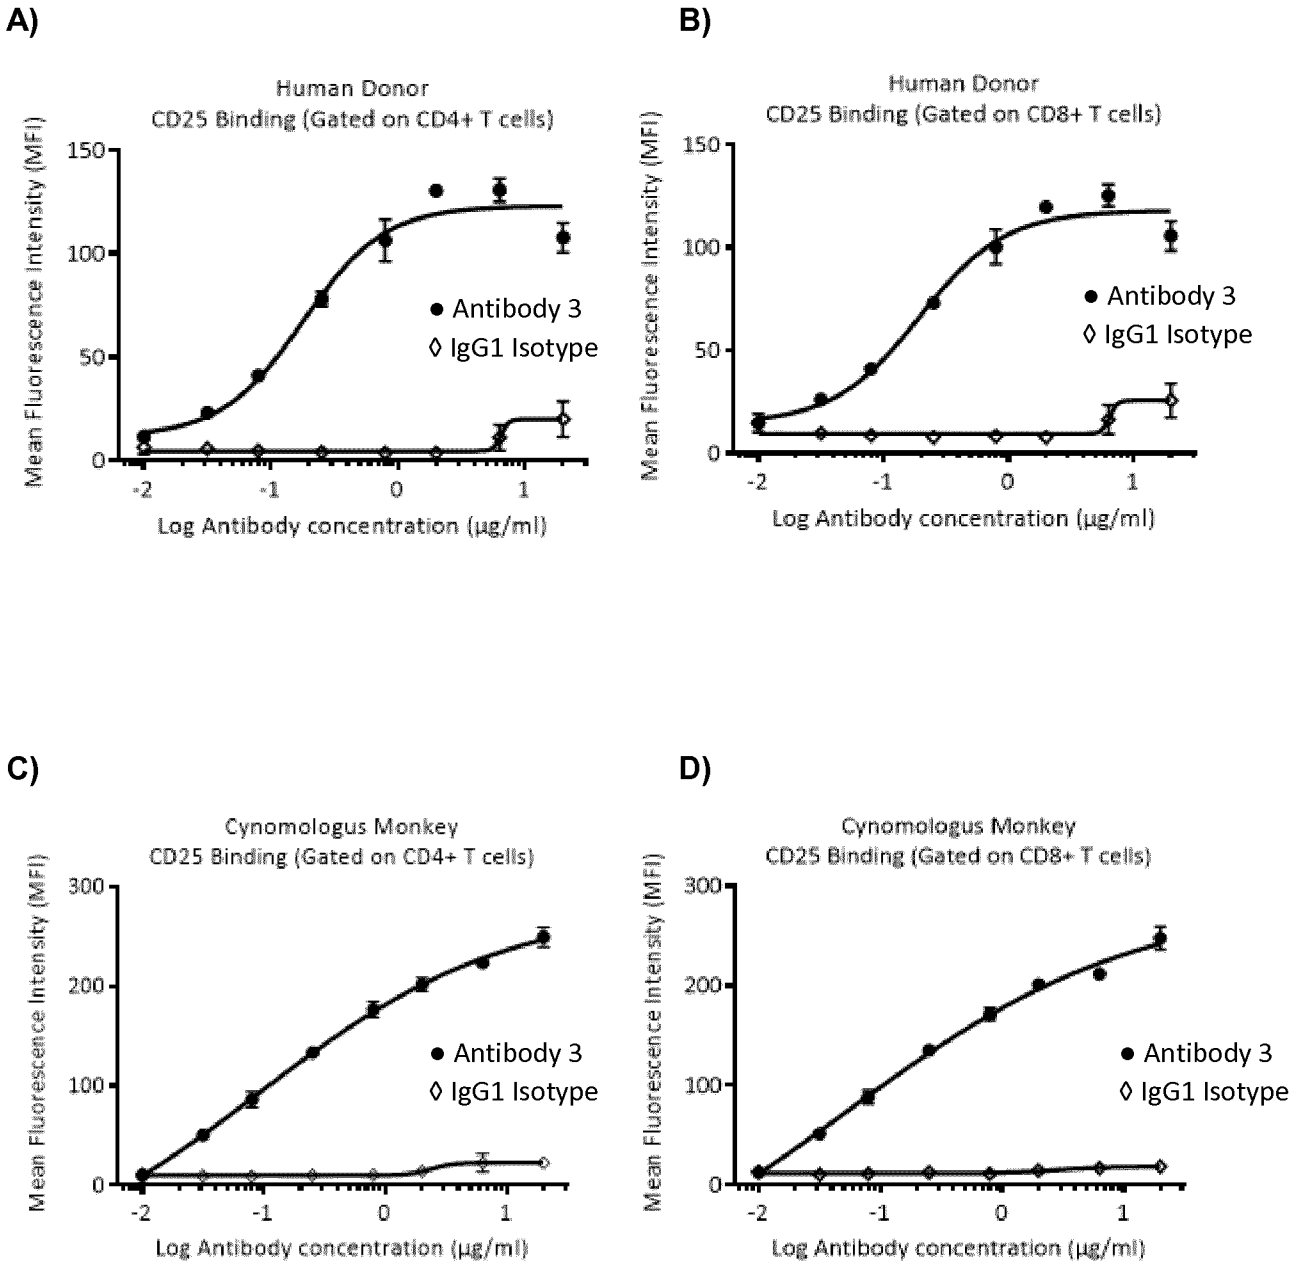 A)
Human Donor
CD25 Binding (Gated on CD4+ T cells)
Mean Fluorescence Intensity (MFI)
150
100
50
0
-2 -1 0 1
Log Antibody concentration (µg/ml)
Antibody 3
IgG1 Isotype
B)
Human Donor
CD25 Binding (Gated on CD8+ T cells)
Mean Fluorescence Intensity (MFI)
150
100
50
0
-2 -1 0 1
Log Antibody concentration (µg/ml)
Antibody 3
IgG1 Isotype
C)
Cynomologus Monkey
CD25 Binding (Gated on CD4+ T cells)
Mean Fluorescence Intensity (MFI)
300
200
100
0
-2 -1 0 1
Log Antibody concentration (µg/ml)
Antibody 3
IgG1 Isotype
D)
Cynomologus Monkey
CD25 Binding (Gated on CD8+ T cells)
Mean Fluorescence Intensity (MFI)
300
200
100
0
-2 -1 0 1
Log Antibody concentration (µg/ml)
Antibody 3
IgG1 Isotype